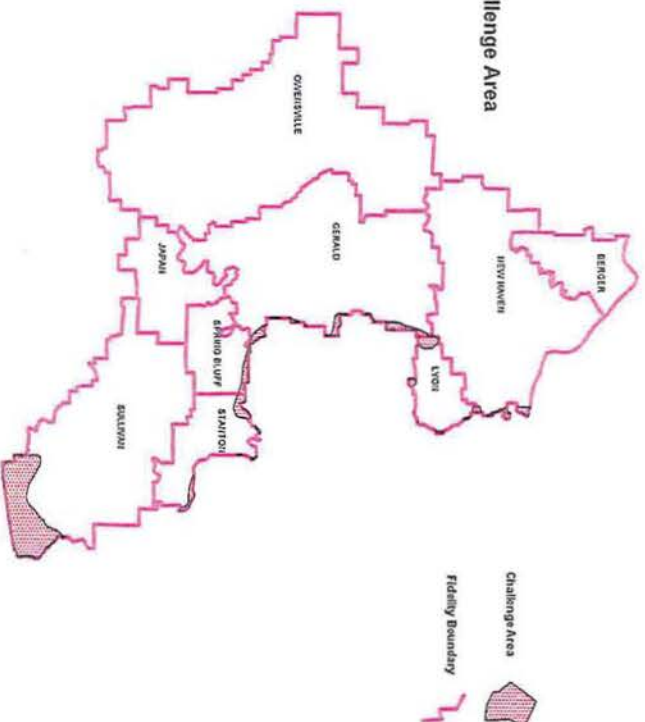 llenge Area
OWENSVILLE
GERALD
JAPAN
SPRING BLUFF
SULLIVAN
STANTON
LYON
NEW HAVEN
BERGER
Challenge Area
Fidelity Boundary